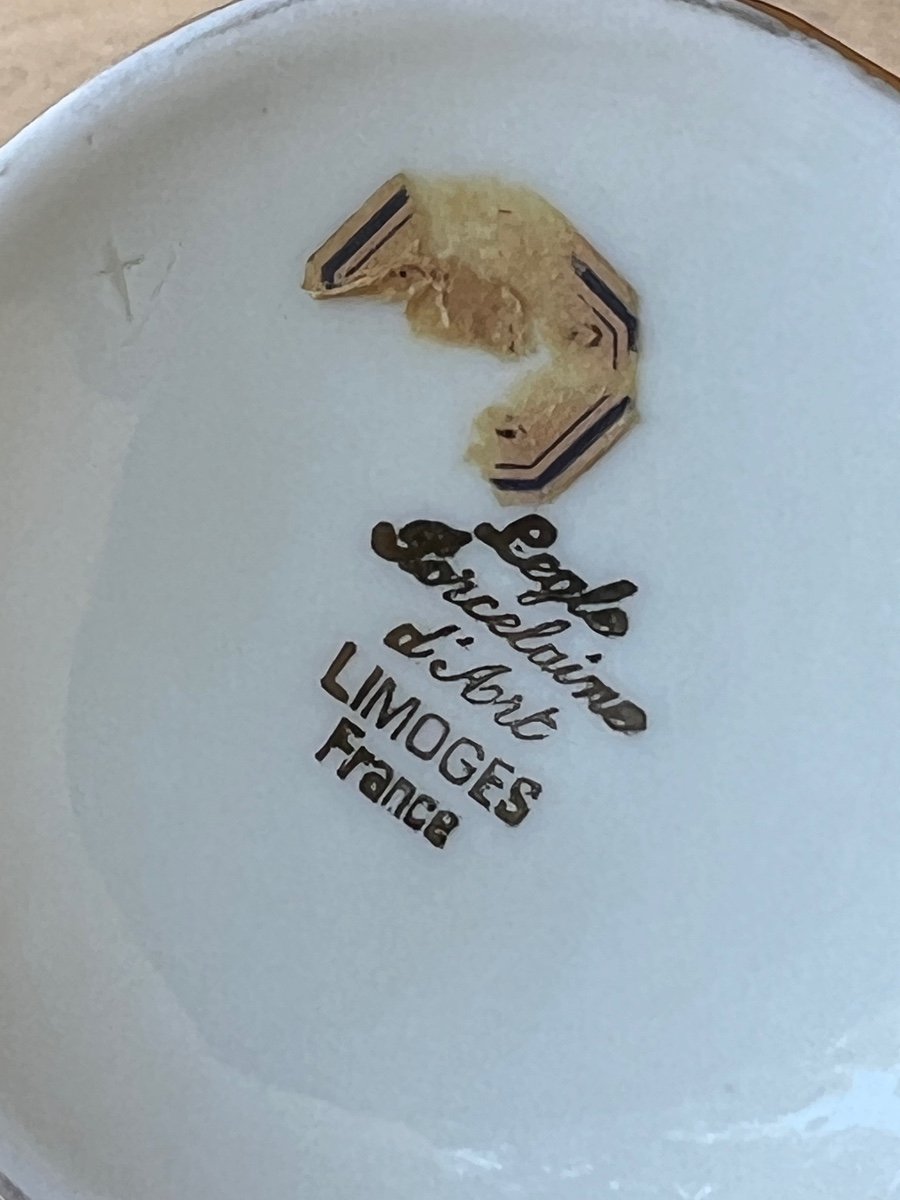 Legle
Porcelaine
d'Art
LIMOGES
France